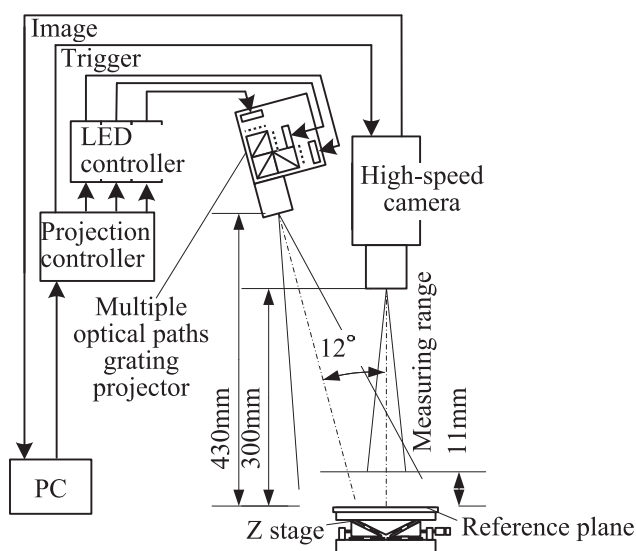 Image
Trigger
LED
controller
Projection
controller
High-speed
camera
Multiple
optical paths
grating
projector
12°
430mm
300mm
Measuring range
11mm
PC
Z stage
Reference plane